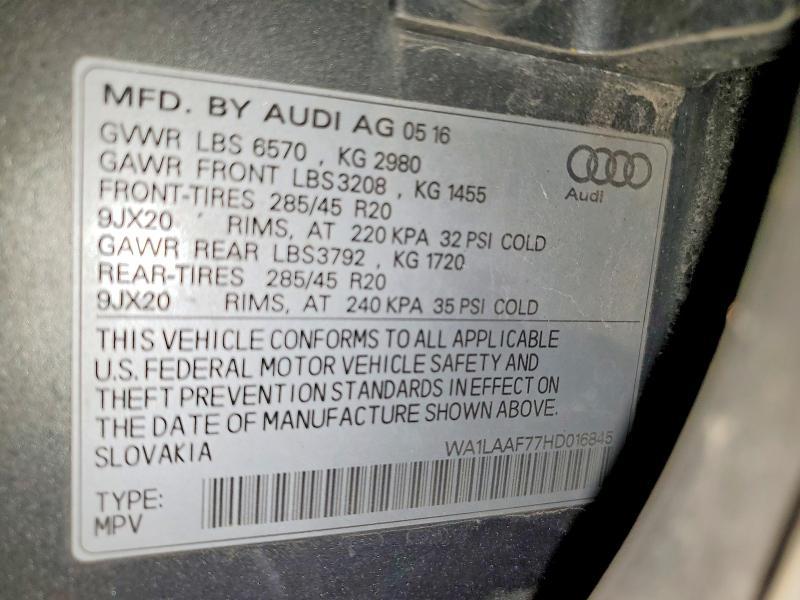 MFD. BY AUDI AG 05 16
GVWR LBS 6570 , KG 2980
GAWR FRONT LBS3208 , KG 1455
FRONT-TIRES 285/45 R20
9JX20 RIMS, AT 220 KPA 32 PSI COLD
GAWR REAR LBS3792 , KG 1720
REAR-TIRES 285/45 R20
9JX20 RIMS, AT 240 KPA 35 PSI COLD
Audi
THIS VEHICLE CONFORMS TO ALL APPLICABLE
U.S. FEDERAL MOTOR VEHICLE SAFETY AND
THEFT PREVENTION STANDARDS IN EFFECT ON
THE DATE OF MANUFACTURE SHOWN ABOVE.
SLOVAKIA WA1LAAF77HD016845
TYPE:
MPV